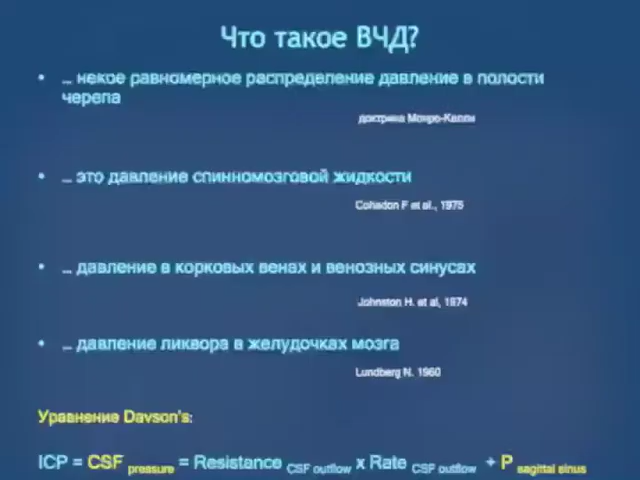 Что такое ВЧД?
• ... некое равномерное распределение давление в полости
черепа
доктрина Монро-Келли
• ... это давление спинномозговой жидкости
Cohadon F et al., 1975
• ... давление в корковых венах и венозных синусах
Johnston H. et al, 1974
• ... давление ликвора в желудочках мозга
Lundberg N. 1960
Уравнение Davson's:
ICP = CSF pressure = Resistance CSF outflow x Rate CSF outflow + P sagittal sinus